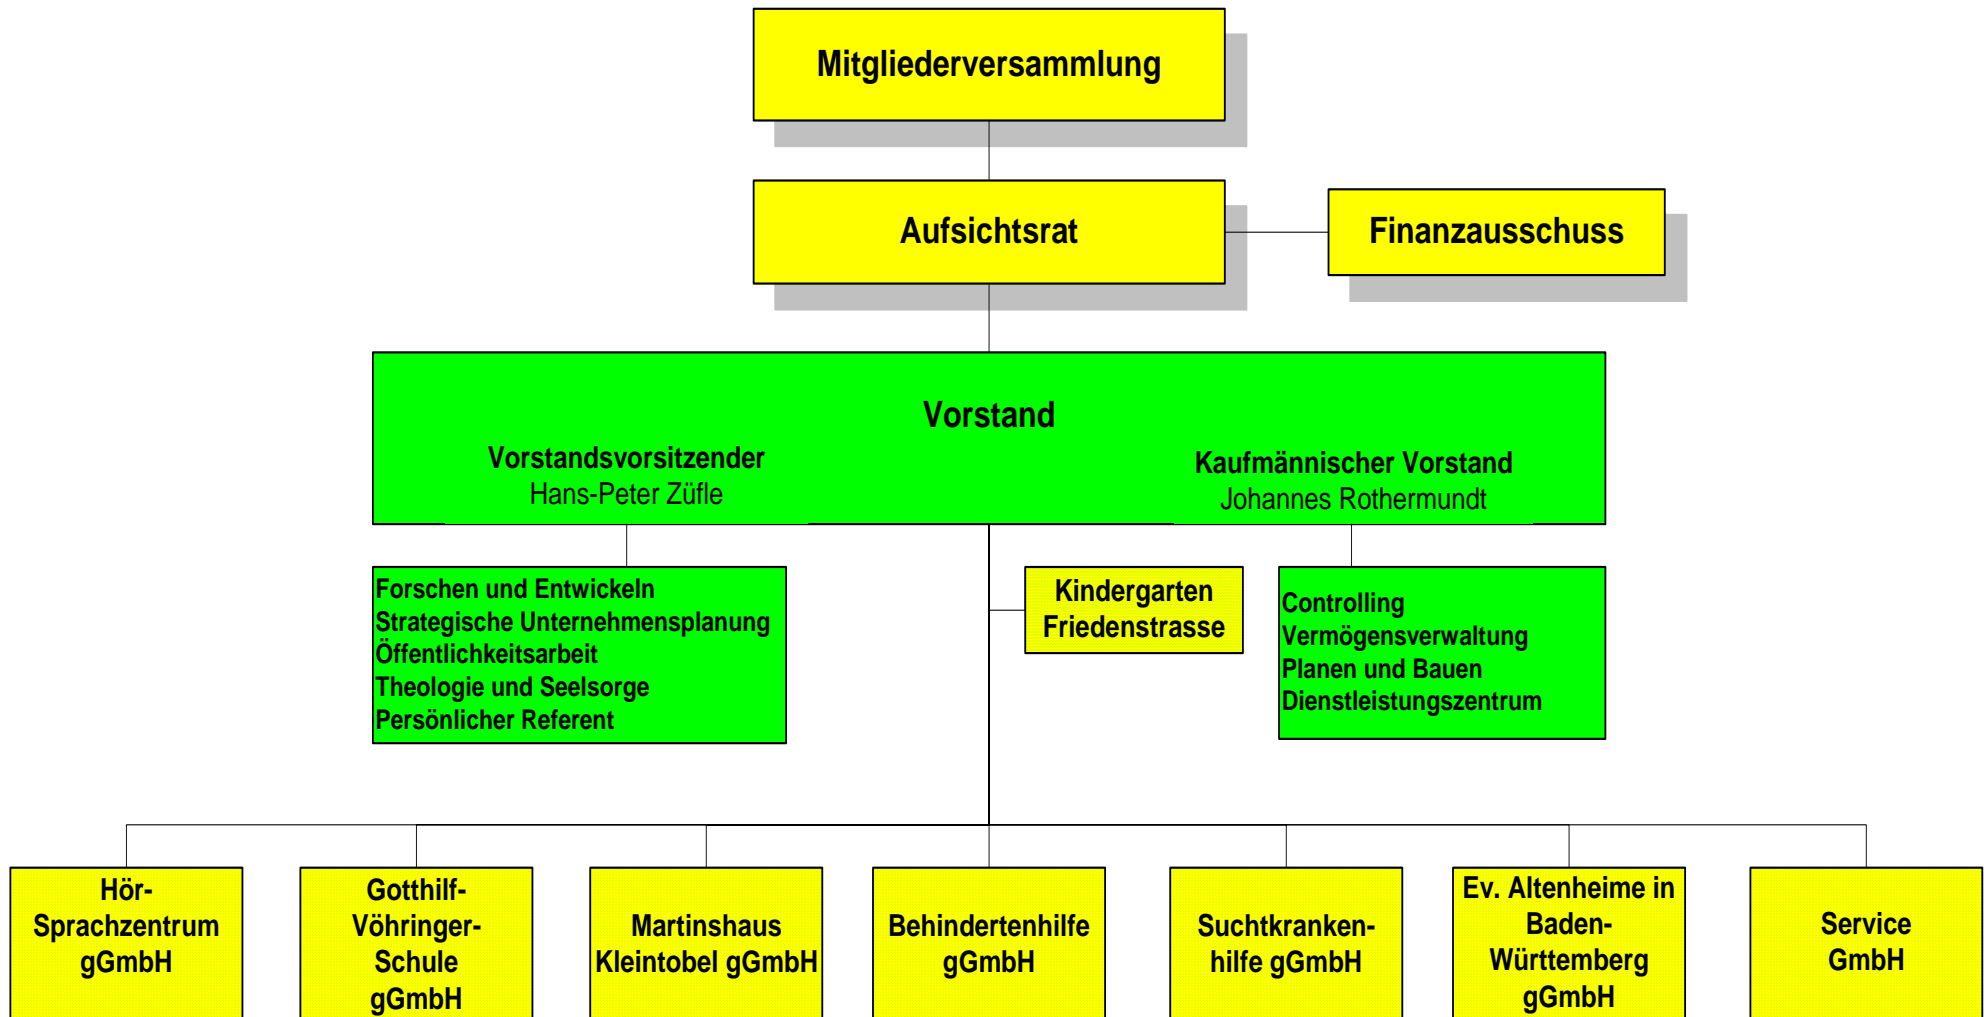 Mitgliederversammlung
Aufsichtsrat
Finanzausschuss
Vorstand
Vorstandsvorsitzender
Hans-Peter Züfle
Kaufmännischer Vorstand
Johannes Rothermundt
Forschen und Entwickeln
Strategische Unternehmensplanung
Öffentlichkeitsarbeit
Theologie und Seelsorge
Persönlicher Referent
Kindergarten
Friedenstrasse
Controlling
Vermögensverwaltung
Planen und Bauen
Dienstleistungszentrum
Hör-
Sprachzentrum
gGmbH
Gotthilf-
Vöhringer-
Schule
gGmbH
Martinshaus
Kleintobel gGmbH
Behindertenhilfe
gGmbH
Suchtkranken-
hilfe gGmbH
Ev. Altenheime in
Baden-
Württemberg
gGmbH
Service
GmbH